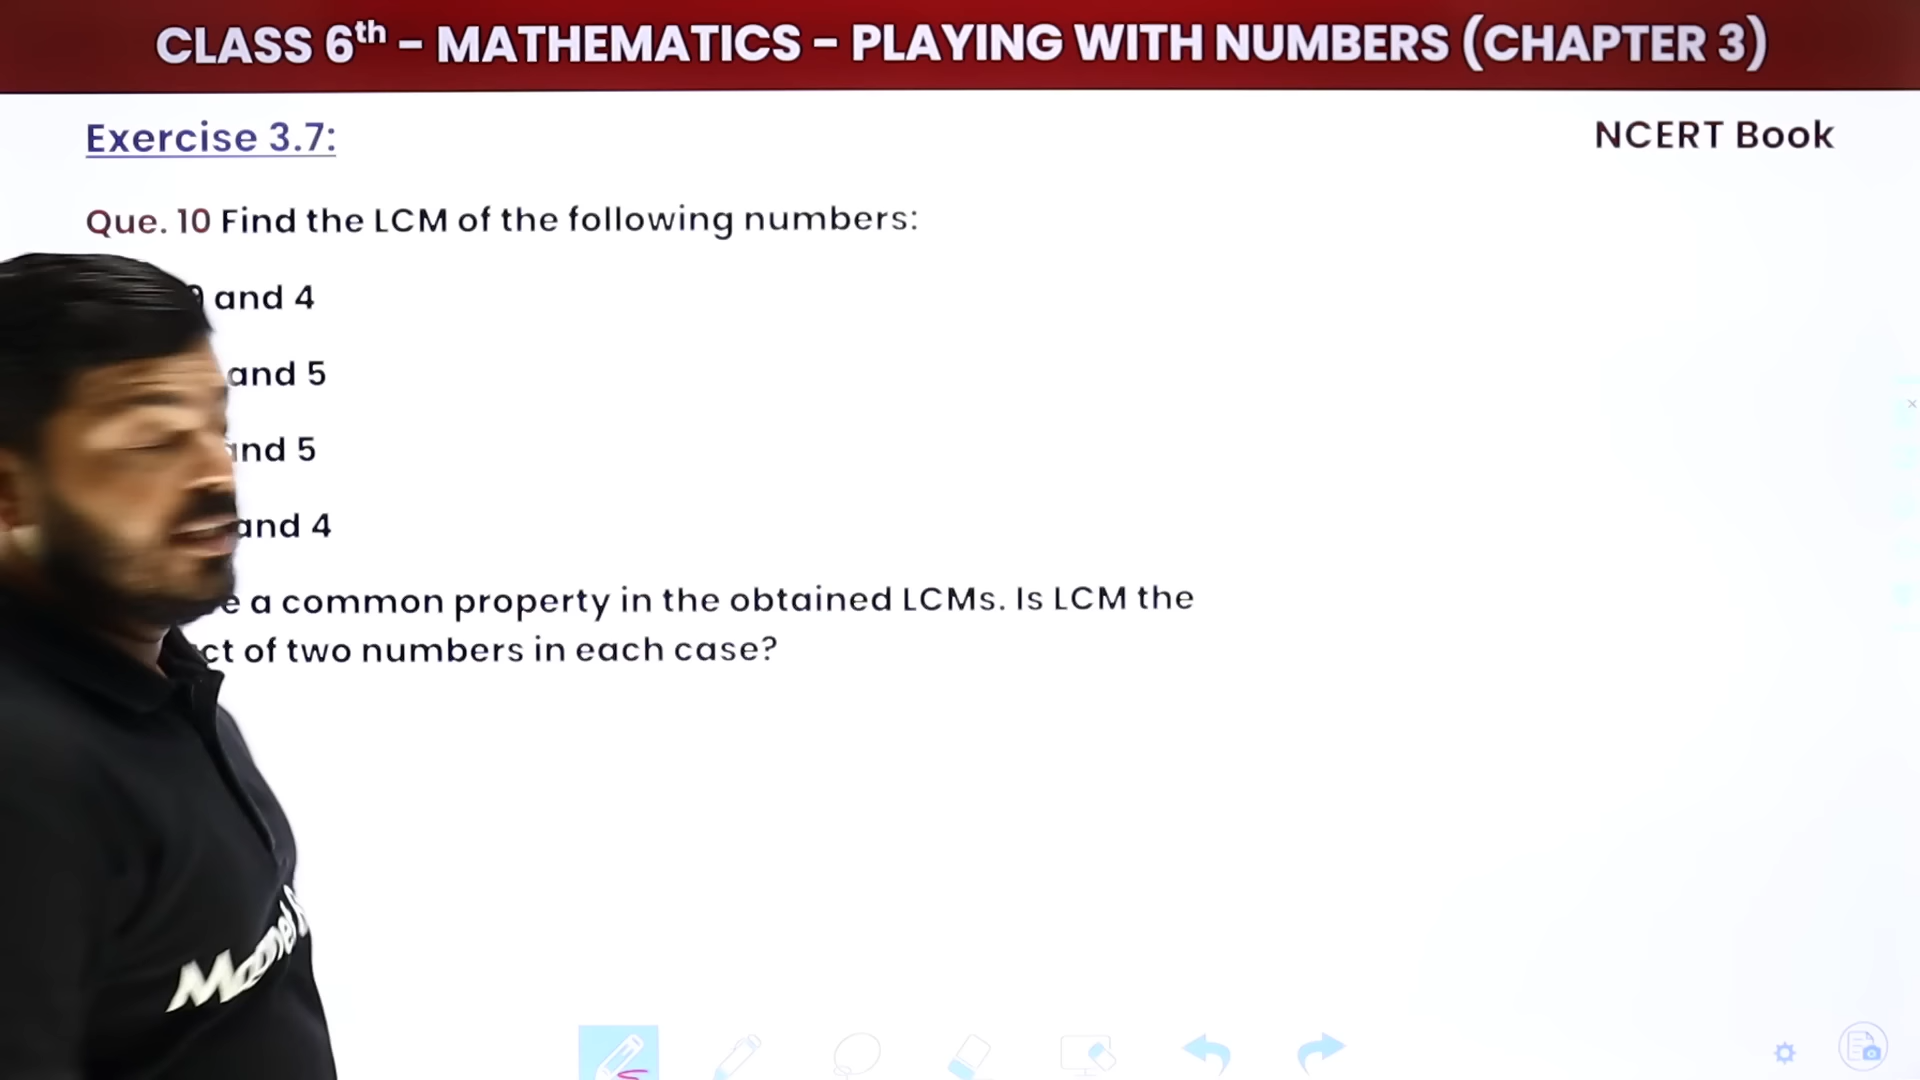 CLASS 6th - MATHEMATICS - PLAYING WITH NUMBERS (CHAPTER 3)
Exercise 3.7:
NCERT Book
Que. 10 Find the LCM of the following numbers:
and 4
and 5
and 5
and 4
a common property in the obtained LCMs. Is LCM the
of two numbers in each case?